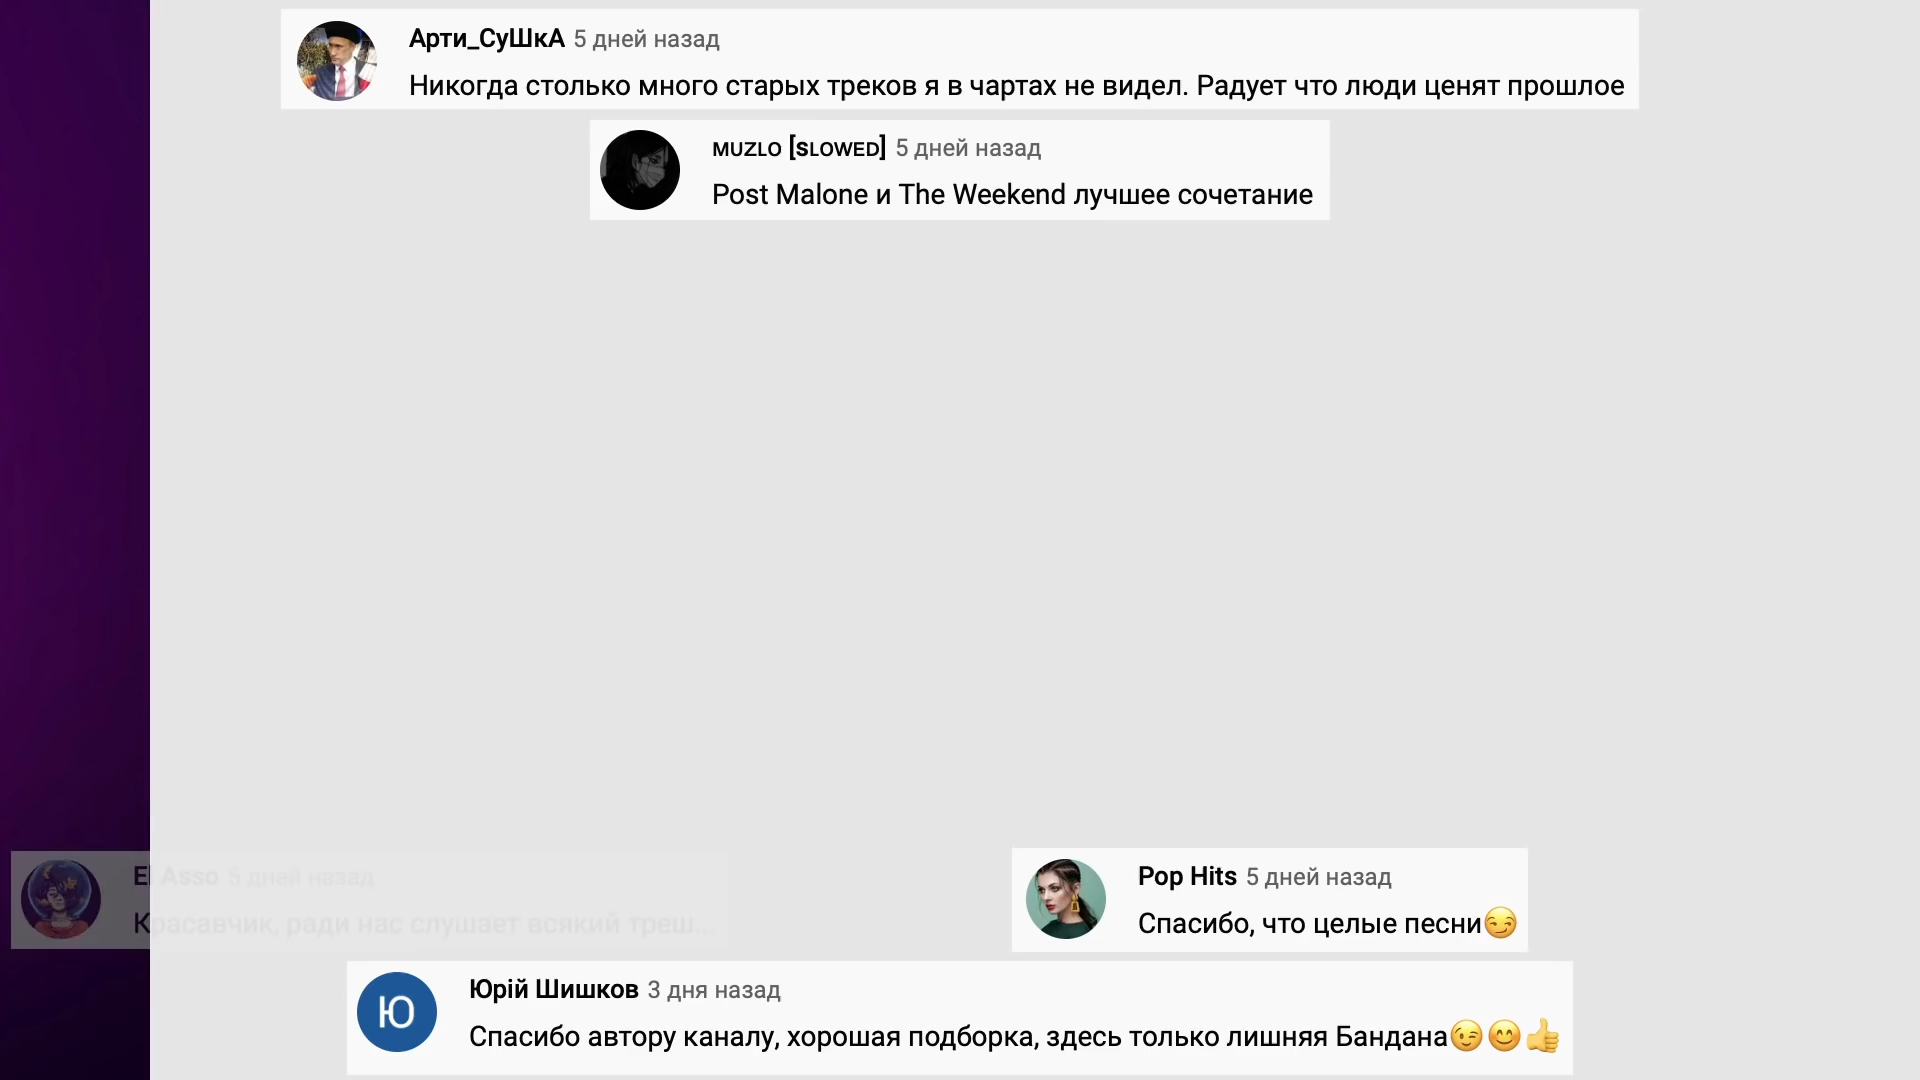 Арти_СуШкА 5 дней назад
Никогда столько много старых треков я в чартах не видел. Радует что люди ценят прошлое
ᴍᴜᴢʟᴏ [sʟᴏᴡᴇᴅ] 5 дней назад
Post Malone и The Weekend лучшее сочетание
El Asso 5 дней назад
Красавчик, ради нас слушает всякий треш...
Pop Hits 5 дней назад
Спасибо, что целые песни😏
Ю
Юрій Шишков 3 дня назад
Спасибо автору каналу, хорошая подборка, здесь только лишняя Бандана😉😊👍